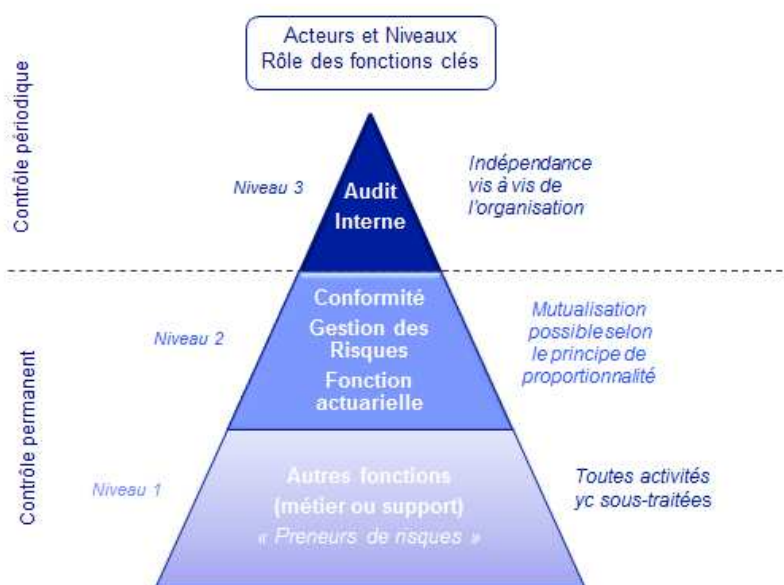 Acteurs et Niveaux
Rôle des fonctions clés
Contrôle périodique
Niveau 3
Audit
Interne
Indépendance
vis à vis de
l'organisation
Contrôle permanent
Niveau 2
Conformité
Gestion des
Risques
Fonction
actuarielle
Mutualisation
possible selon
le principe de
proportionnalité
Niveau 1
Autres fonctions
(métier ou support)
« Preneurs de risques »
Toutes activités
yc sous-traitées